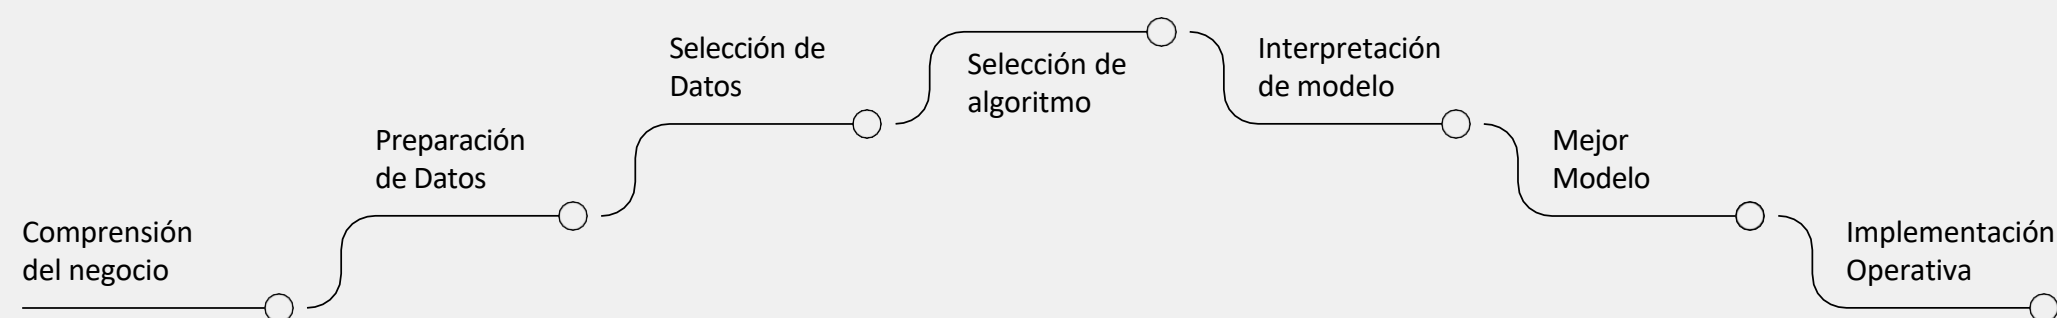 Comprensión
del negocio
Preparación
de Datos
Selección de
Datos
Selección de
algoritmo
Interpretación
de modelo
Mejor
Modelo
Implementación
Operativa